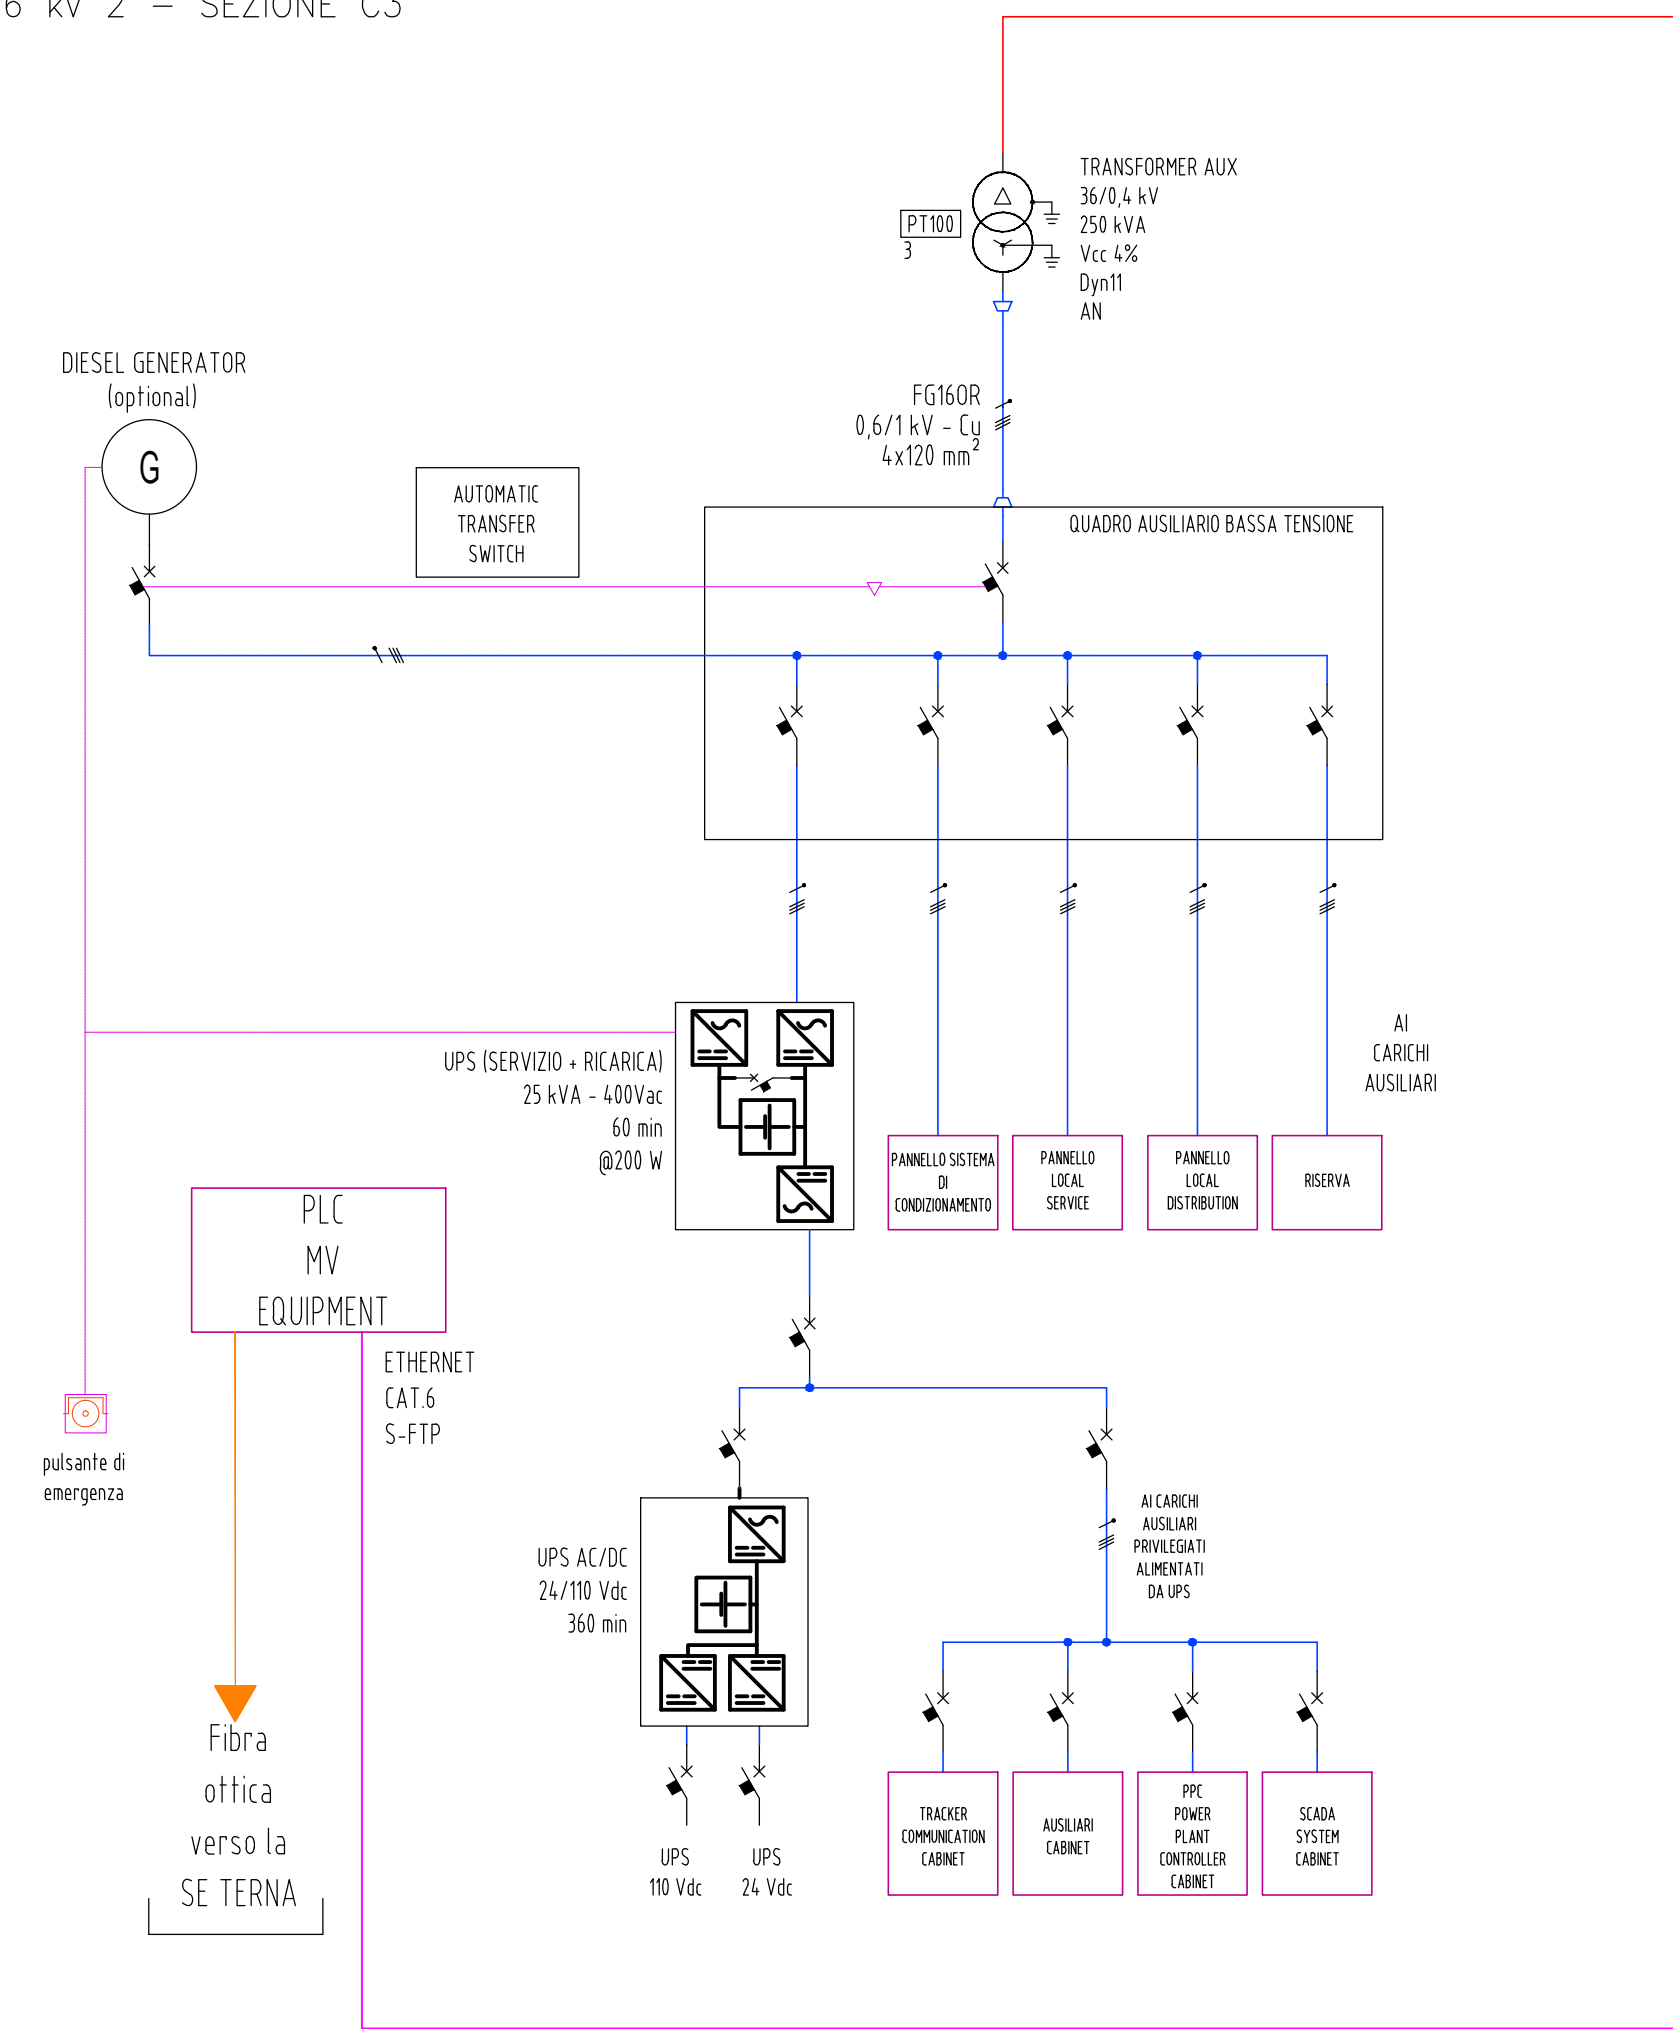 6 kV 2 – SEZIONE C3
TRANSFORMER AUX
36/0,4 kV
250 kVA
Vcc 4%
Dyn11
AN
PT100
3
DIESEL GENERATOR
(optional)
G
FG16OR
0,6/1 kV - Cu
4x120 mm²
AUTOMATIC
TRANSFER
SWITCH
QUADRO AUSILIARIO BASSA TENSIONE
UPS (SERVIZIO + RICARICA)
25 kVA - 400Vac
60 min
@200 W
AI
CARICHI
AUSILIARI
PANNELLO SISTEMA
DI
CONDIZIONAMENTO
PANNELLO
LOCAL
SERVICE
PANNELLO
LOCAL
DISTRIBUTION
RISERVA
PLC
MV
EQUIPMENT
ETHERNET
CAT.6
S-FTP
pulsante di
emergenza
UPS AC/DC
24/110 Vdc
360 min
AI CARICHI
AUSILIARI
PRIVILEGIATI
ALIMENTATI
DA UPS
Fibra
ottica
verso la
SE TERNA
UPS
110 Vdc
UPS
24 Vdc
TRACKER
COMMUNICATION
CABINET
AUSILIARI
CABINET
PPC
POWER
PLANT
CONTROLLER
CABINET
SCADA
SYSTEM
CABINET